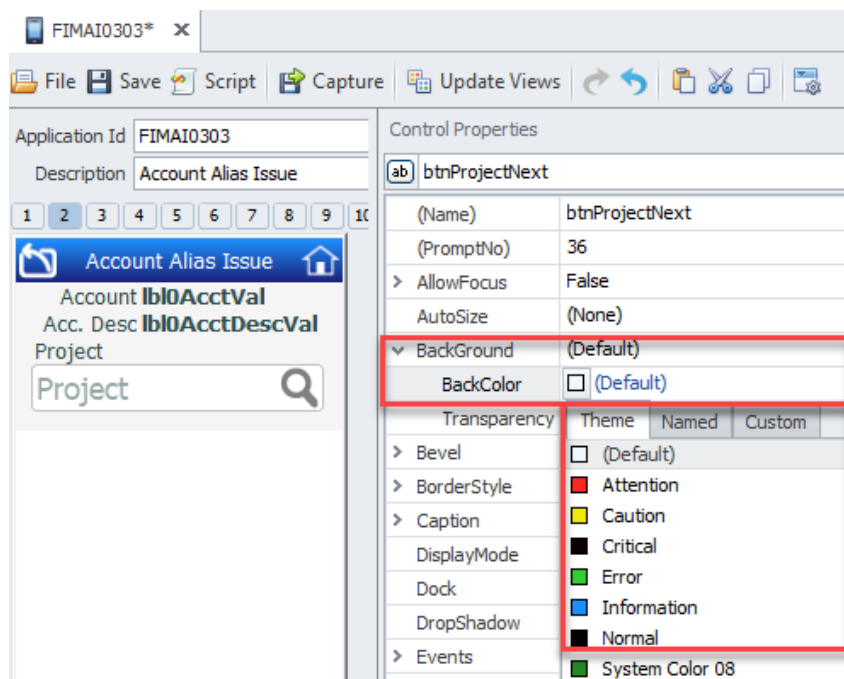 FIMAI0303* x
File Save Script Capture Update Views
Application Id FIMAI0303
Description Account Alias Issue
1 2 3 4 5 6 7 8 9 10
Account Alias Issue
Account lbl0AcctVal
Acc. Desc lbl0AcctDescVal
Project
Project
Control Properties
ab btnProjectNext
(Name) btnProjectNext
(PromptNo) 36
AllowFocus False
AutoSize (None)
BackGround (Default)
BackColor (Default)
Transparency
Theme Named Custom
(Default)
Attention
Caution
Critical
Error
Information
Normal
System Color 08
Bevel
BorderStyle
Caption
DisplayMode
Dock
DropShadow
Events